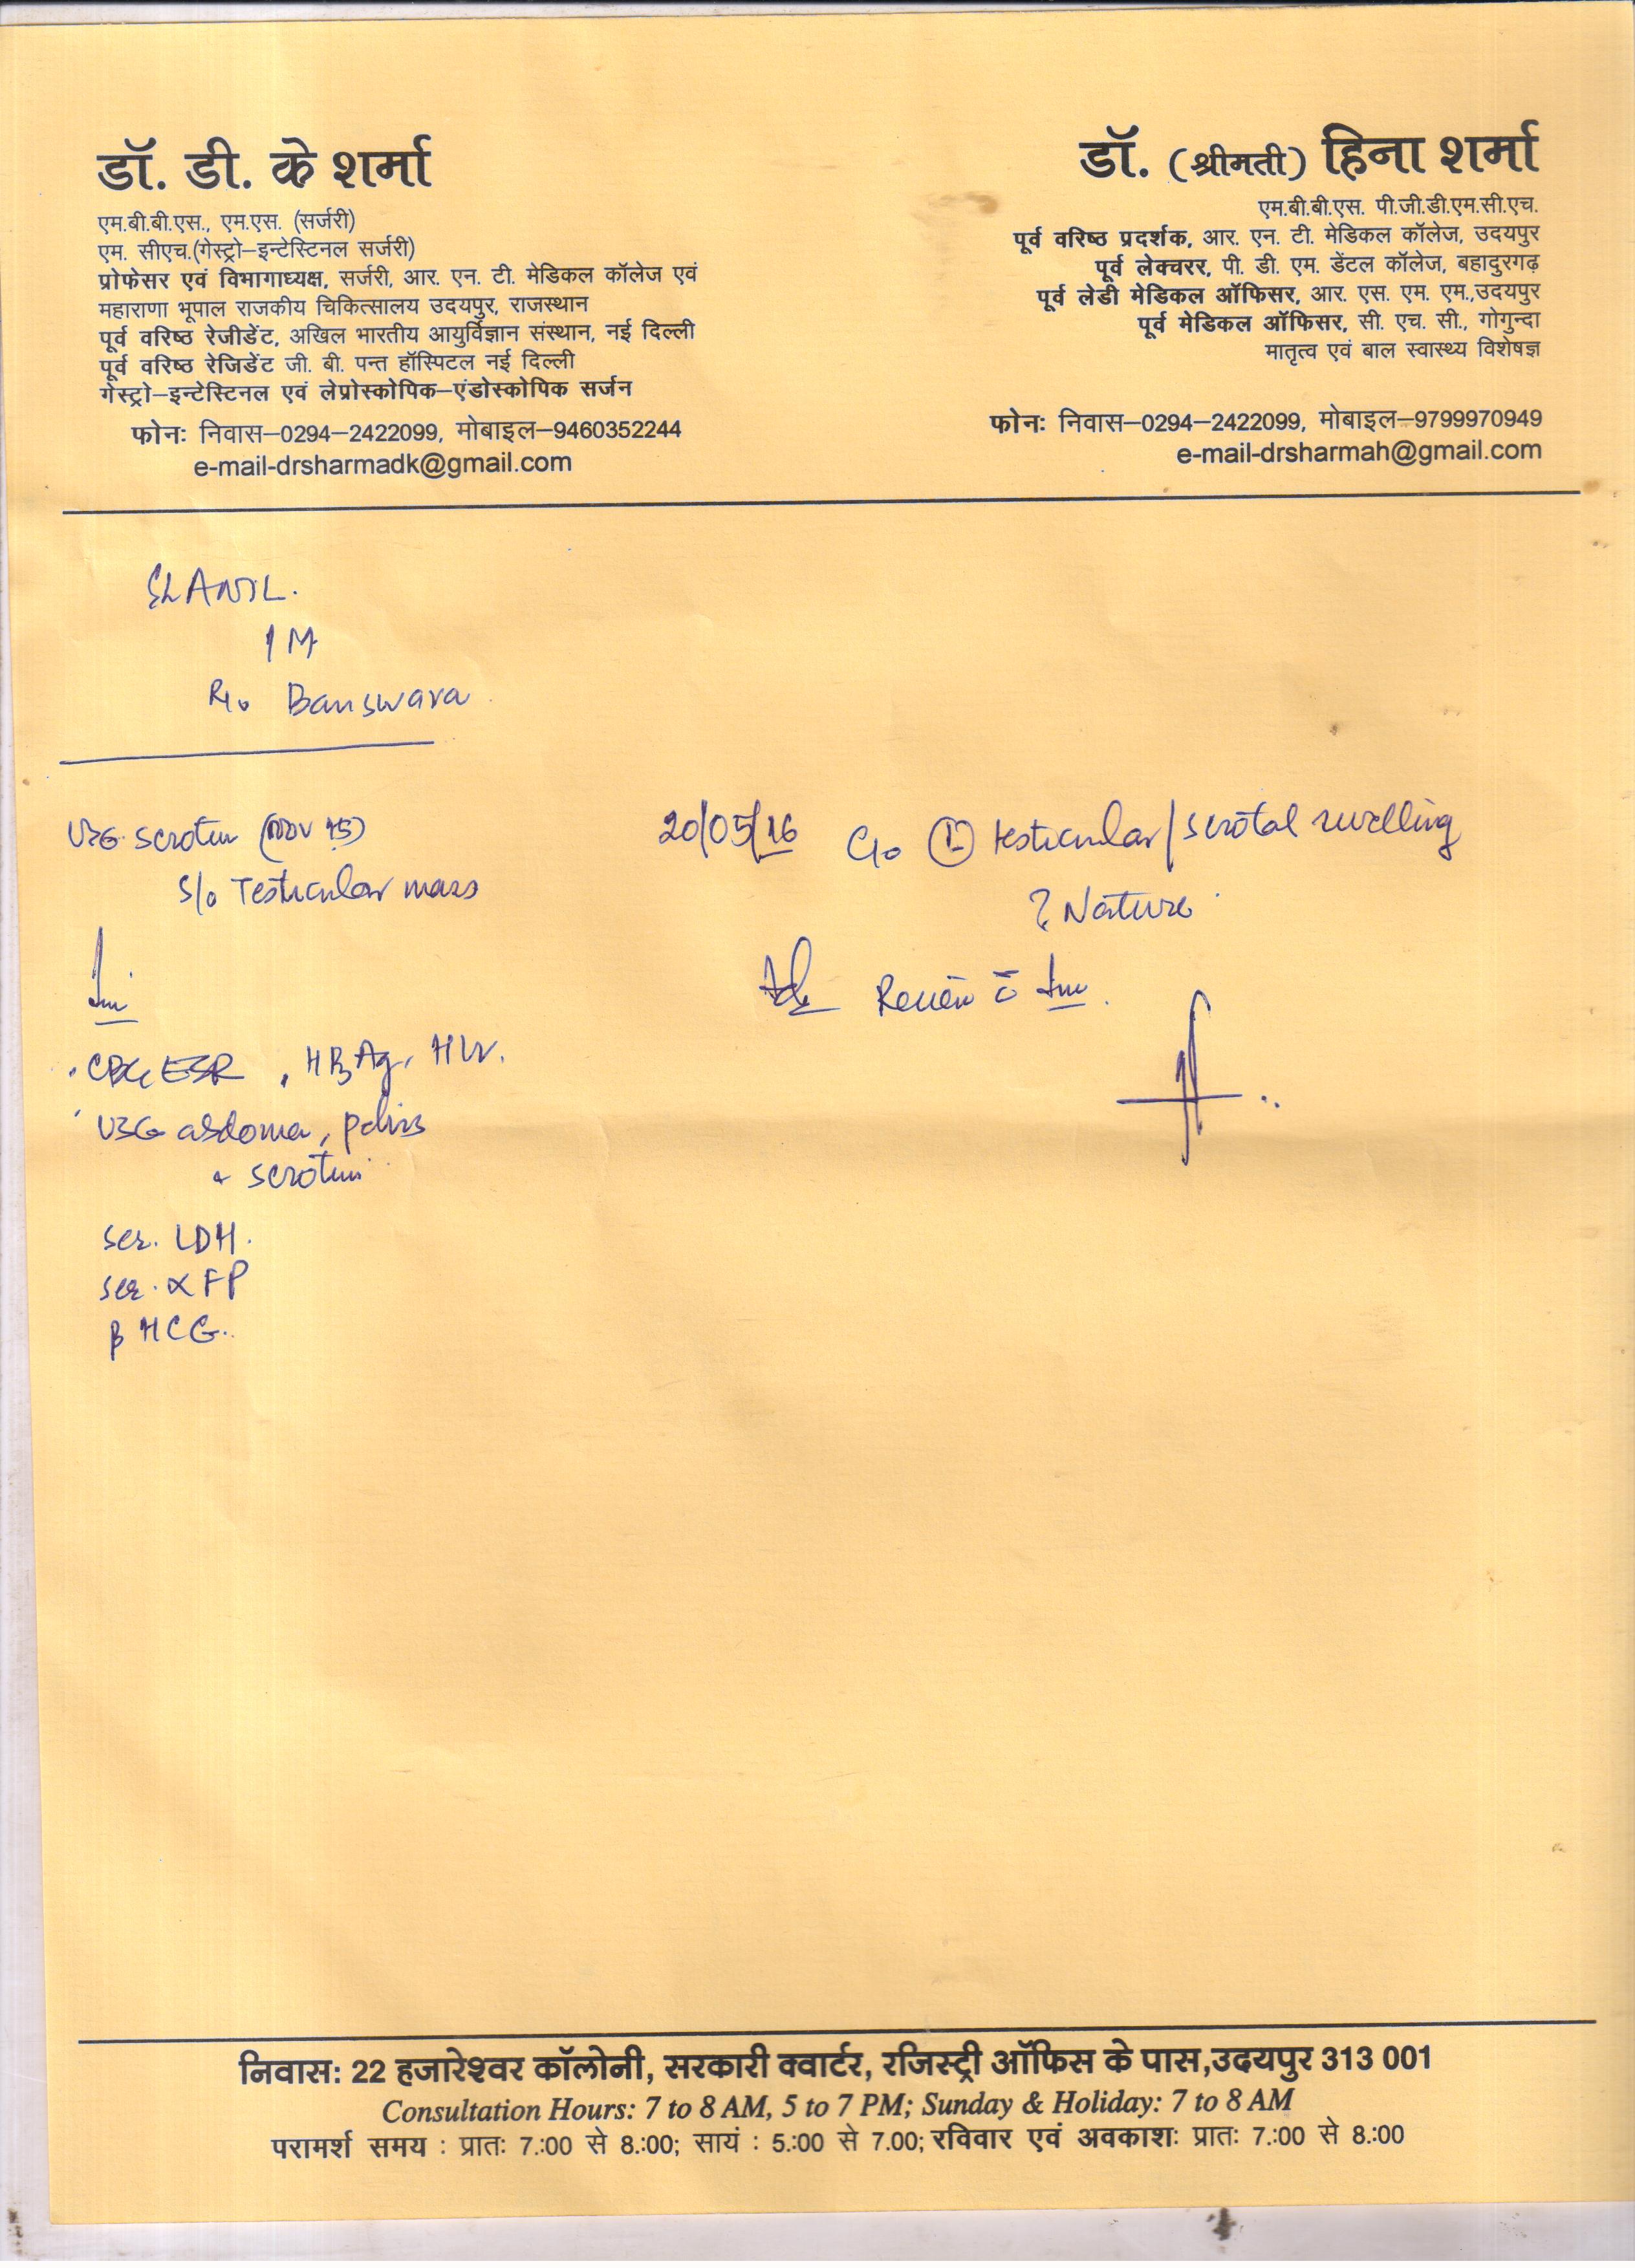 डॉ. डी. के शर्मा
एम.बी.बी.एस., एम.एस. (सर्जरी)
एम. सीएच.(गेस्ट्रो–इन्टेस्टिनल सर्जरी)
प्रोफेसर एवं विभागाध्यक्ष, सर्जरी, आर. एन. टी. मेडिकल कॉलेज एवं
महाराणा भूपाल राजकीय चिकित्सालय उदयपुर, राजस्थान
पूर्व वरिष्ठ रेजीडेंट, अखिल भारतीय आयुर्विज्ञान संस्थान, नई दिल्ली
पूर्व वरिष्ठ रेजिडेंट जी. बी. पन्त हॉस्पिटल नई दिल्ली
गेस्ट्रो–इन्टेस्टिनल एवं लेप्रोस्कोपिक–एंडोस्कोपिक सर्जन
फोन: निवास–0294–2422099, मोबाइल–9460352244
e-mail-drsharmadk@gmail.com
डॉ. (श्रीमती) हिना शर्मा
एम.बी.बी.एस. पी.जी.डी.एम.सी.एच.
पूर्व वरिष्ठ प्रदर्शक, आर. एन. टी. मेडिकल कॉलेज, उदयपुर
पूर्व लेक्चरर, पी. डी. एम. डेंटल कॉलेज, बहादुरगढ़
पूर्व लेडी मेडिकल ऑफिसर, आर. एस. एम. एम.,उदयपुर
पूर्व मेडिकल ऑफिसर, सी. एच. सी., गोगुन्दा
मातृत्व एवं बाल स्वास्थ्य विशेषज्ञ
फोन: निवास–0294–2422099, मोबाइल–9799970949
e-mail-drsharmah@gmail.com
/M
R/o Banswara
USG scrotum (Nov 15)
S/o Testicular mass
Inv
CBC, ESR, HBsAg, HIV.
USG abdomen, pelvis
+ scrotum
Ser. LDH.
Ser. αFP
β HCG.
20/05/16 C/o (L) testicular/scrotal swelling
? Nature
Adv Review c̄ Inv.
निवास: 22 हजारेश्वर कॉलोनी, सरकारी क्वार्टर, रजिस्ट्री ऑफिस के पास,उदयपुर 313 001
Consultation Hours: 7 to 8 AM, 5 to 7 PM; Sunday & Holiday: 7 to 8 AM
परामर्श समय : प्रातः 7.:00 से 8.:00; सायं : 5.:00 से 7.00; रविवार एवं अवकाशः प्रातः 7.:00 से 8.:00